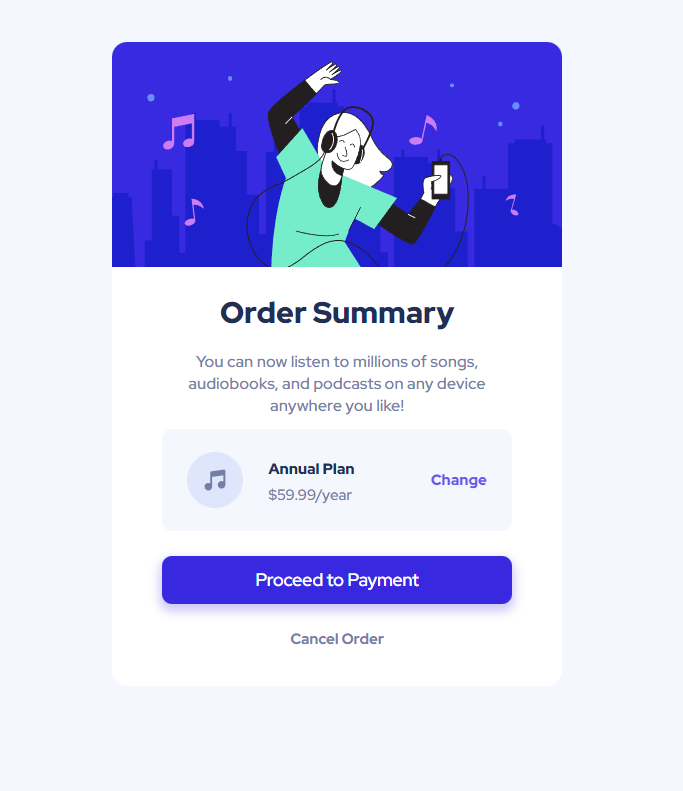 Order Summary
You can now listen to millions of songs,
audiobooks, and podcasts on any device
anywhere you like!
Annual Plan
$59.99/year
Change
Proceed to Payment
Cancel Order